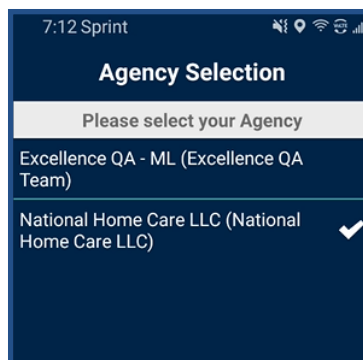 7:12 Sprint
Agency Selection
Please select your Agency
Excellence QA - ML (Excellence QA
Team)
National Home Care LLC (National
Home Care LLC)